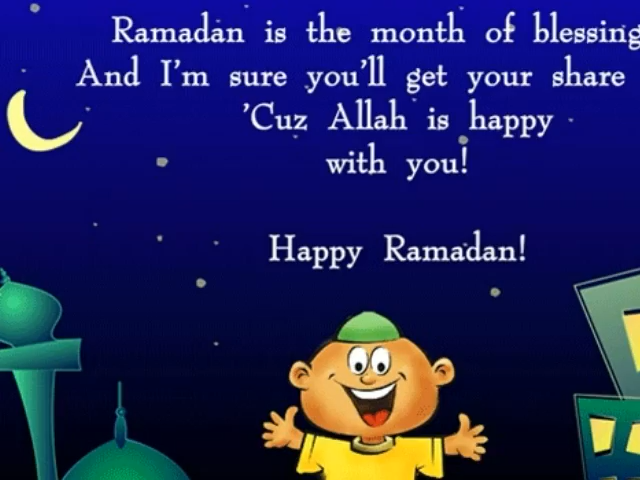 Ramadan is the month of blessing
And I'm sure you'll get your share
'Cuz Allah is happy
with you!
Happy Ramadan!